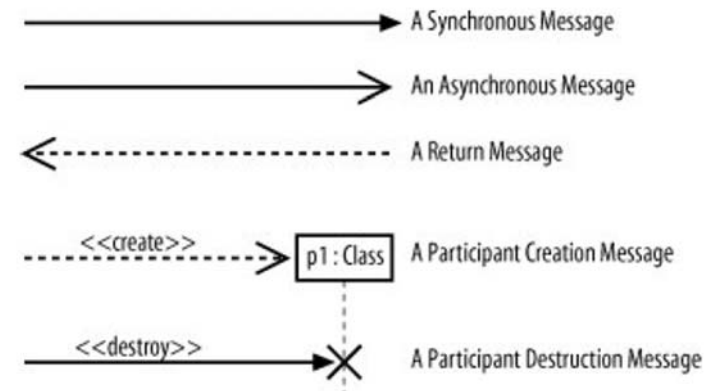 A Synchronous Message
An Asynchronous Message
A Return Message
<<create>>
p1 : Class
A Participant Creation Message
<<destroy>>
A Participant Destruction Message